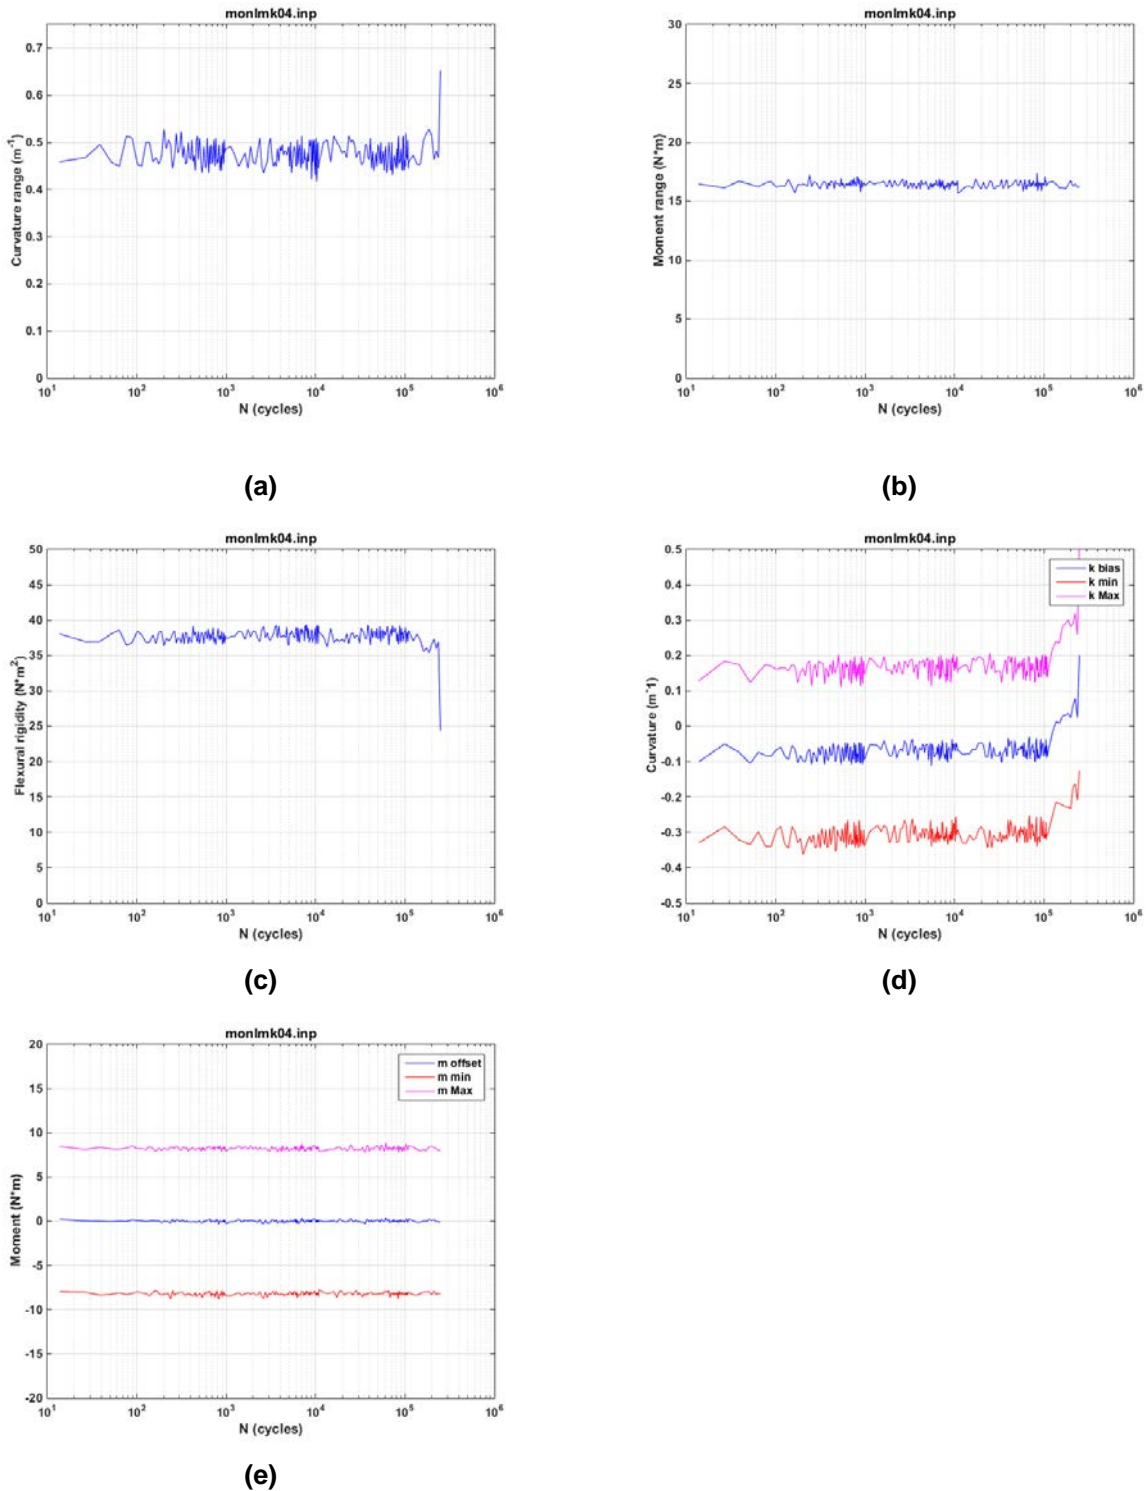 monlmk04.inp
0.7
0.6
0.5
0.4
0.3
0.2
0.1
0
Curvature range (m⁻¹)
10¹ 10² 10³ 10⁴ 10⁵ 10⁶
N (cycles)
(a)
monlmk04.inp
30
25
20
15
10
5
0
Moment range (N*m)
10¹ 10² 10³ 10⁴ 10⁵ 10⁶
N (cycles)
(b)
monlmk04.inp
50
45
40
35
30
25
20
15
10
5
0
Flexural rigidity (N*m²)
10¹ 10² 10³ 10⁴ 10⁵ 10⁶
N (cycles)
(c)
monlmk04.inp
0.5
0.4
0.3
0.2
0.1
0
-0.1
-0.2
-0.3
-0.4
-0.5
Curvature (mˉ1)
k bias
k min
k Max
10¹ 10² 10³ 10⁴ 10⁵ 10⁶
N (cycles)
(d)
monlmk04.inp
20
15
10
5
0
-5
-10
-15
-20
Moment (N*m)
m offset
m min
m Max
10¹ 10² 10³ 10⁴ 10⁵ 10⁶
N (cycles)
(e)